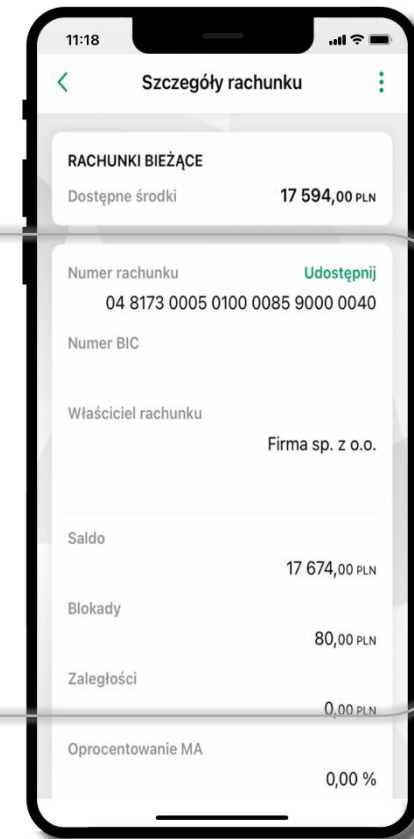 11:18
Szczegóły rachunku
RACHUNKI BIEŻĄCE
Dostępne środki 17 594,00 PLN
Numer rachunku Udostępnij
04 8173 0005 0100 0085 9000 0040
Numer BIC
Właściciel rachunku
Firma sp. z o.o.
Saldo
17 674,00 PLN
Blokady
80,00 PLN
Zaległości
0,00 PLN
Oprocentowanie MA
0,00 %